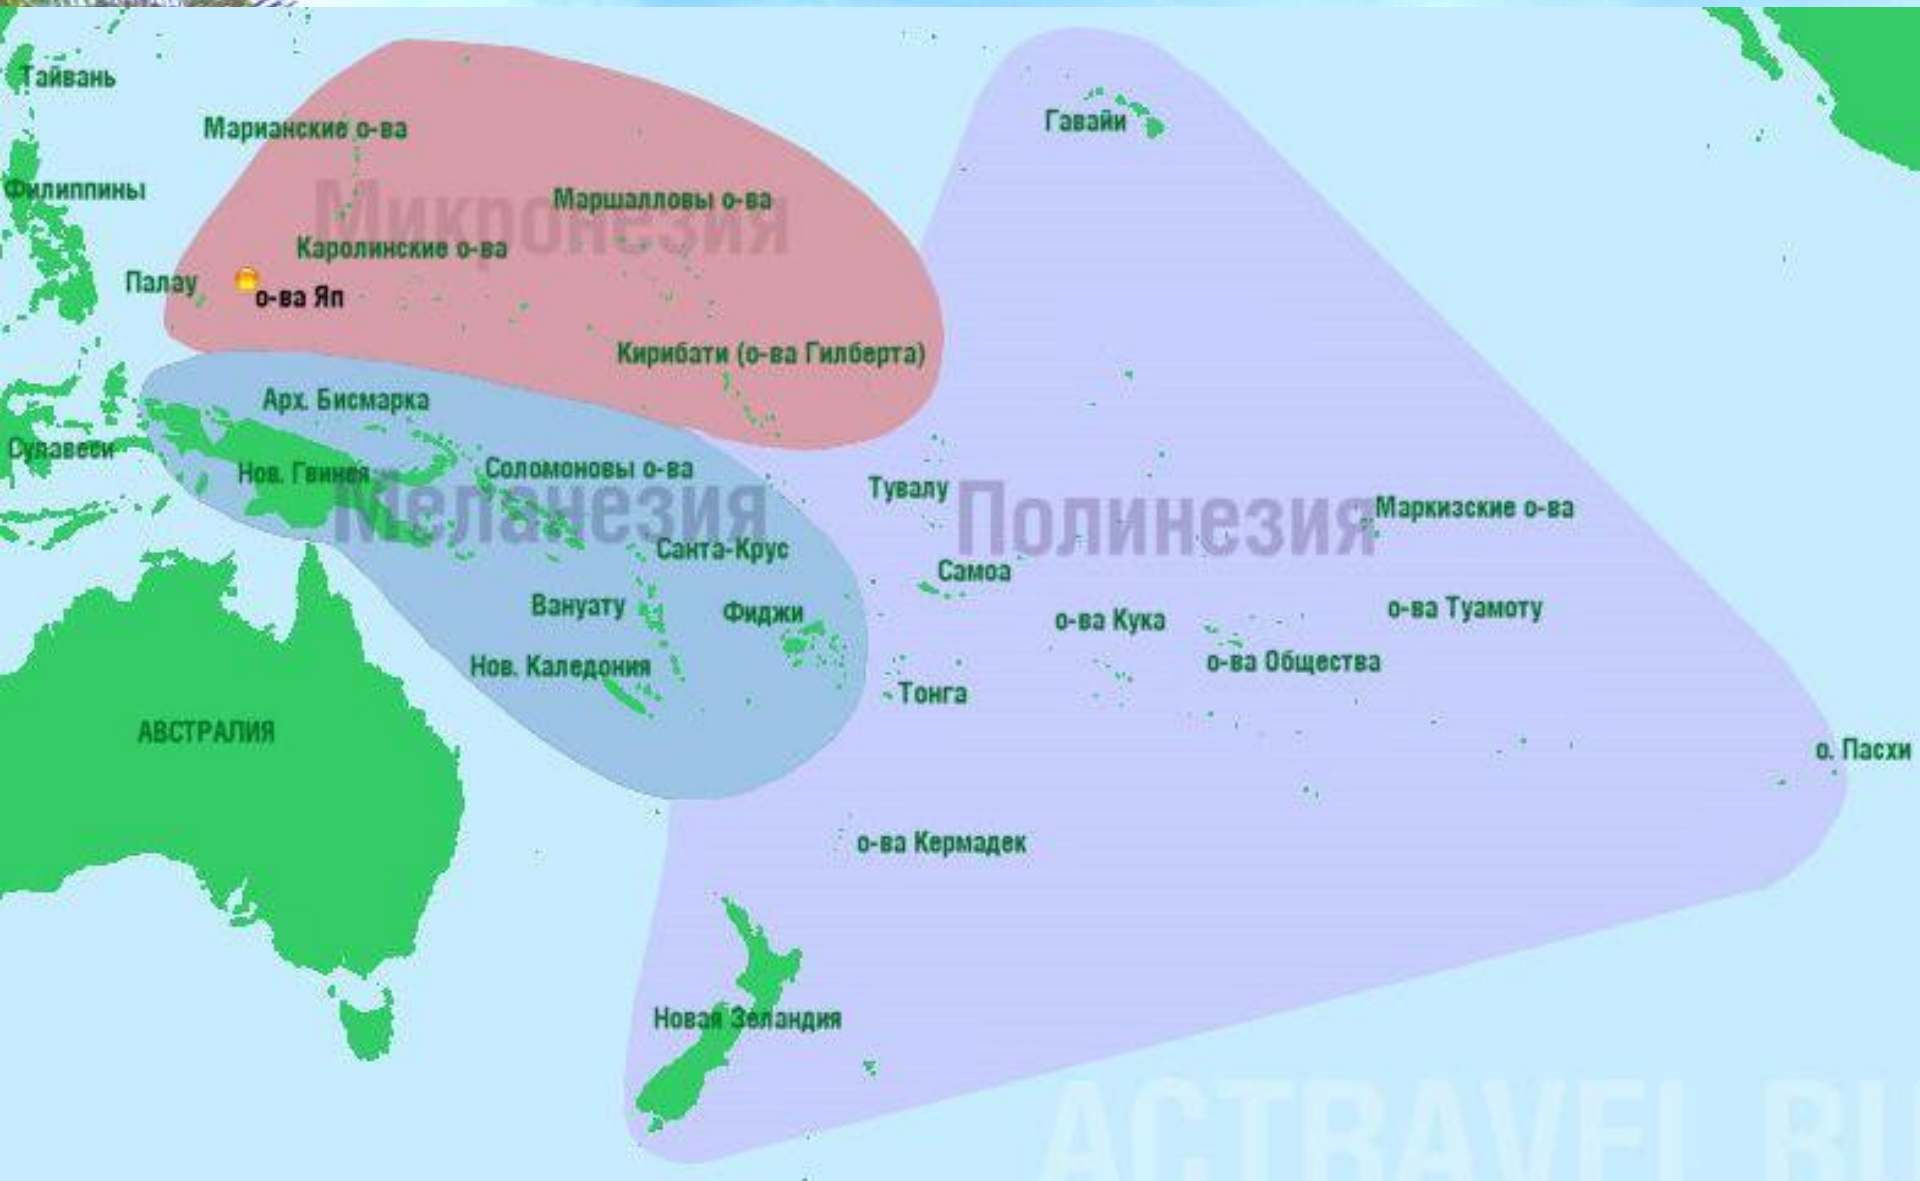 Тайвань
Марианские о-ва
Гавайи
Филиппины
Маршалловы о-ва
Микронезия
Каролинские о-ва
Палау
о-ва Яп
Кирибати (о-ва Гилберта)
Арх. Бисмарка
Сулавеси
Нов. Гвинея
Соломоновы о-ва
Меланезия
Тувалу
Полинезия
Маркизские о-ва
Санта-Крус
Самоа
Вануату
Фиджи
о-ва Кука
о-ва Туамоту
Нов. Каледония
о-ва Общества
Тонга
АВСТРАЛИЯ
о. Пасхи
о-ва Кермадек
Новая Зеландия
ACTRAVEL.RU